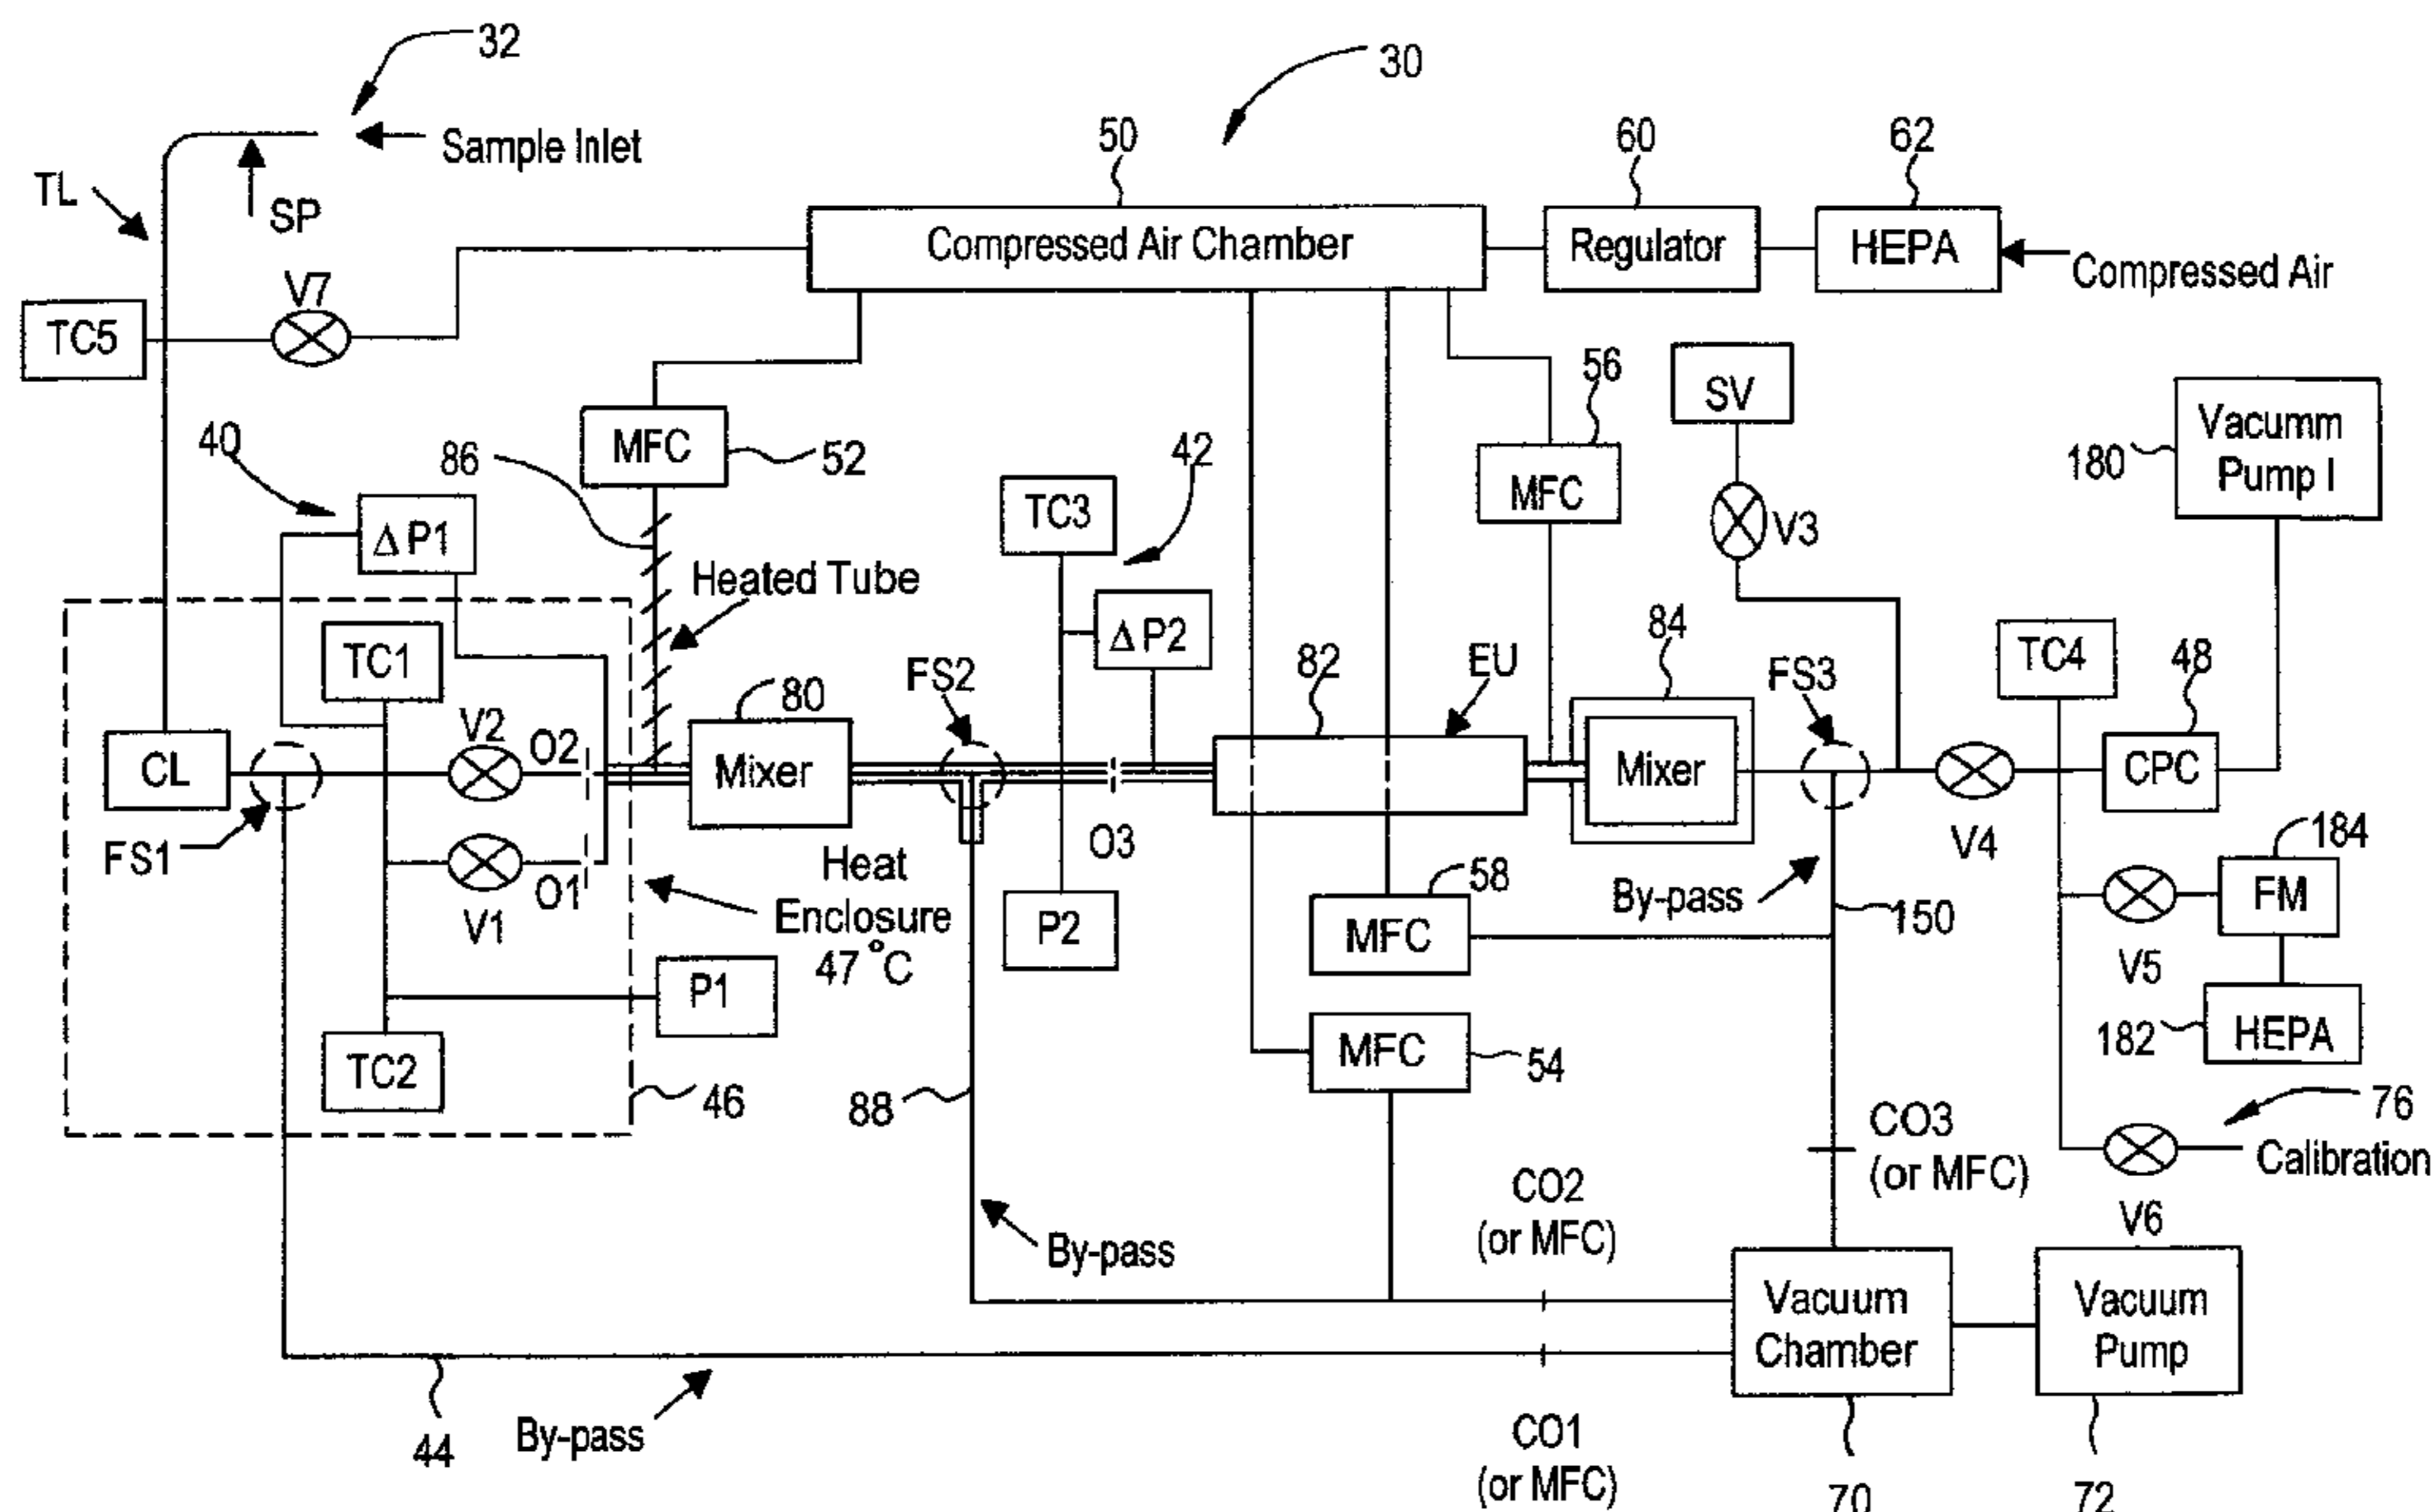 32
30
Sample Inlet
50
60
62
TL
SP
Compressed Air Chamber
Regulator
HEPA
Compressed Air
V7
TC5
56
SV
40
MFC
52
86
42
MFC
180
Vacumm
Pump I
TC3
V3
Δ P1
Heated Tube
Δ P2
84
TC1
80
FS2
82
EU
FS3
TC4
48
CL
V2
O2
Mixer
Mixer
CPC
FS1
V1
O1
Heat
Enclosure
47 °C
O3
58
By-pass
V4
184
P2
MFC
150
FM
V5
P1
TC2
46
88
MFC
54
182
HEPA
76
CO3
(or MFC)
Calibration
CO2
(or MFC)
V6
By-pass
Vacuum
Chamber
Vacuum
Pump
44
By-pass
CO1
(or MFC)
70
72